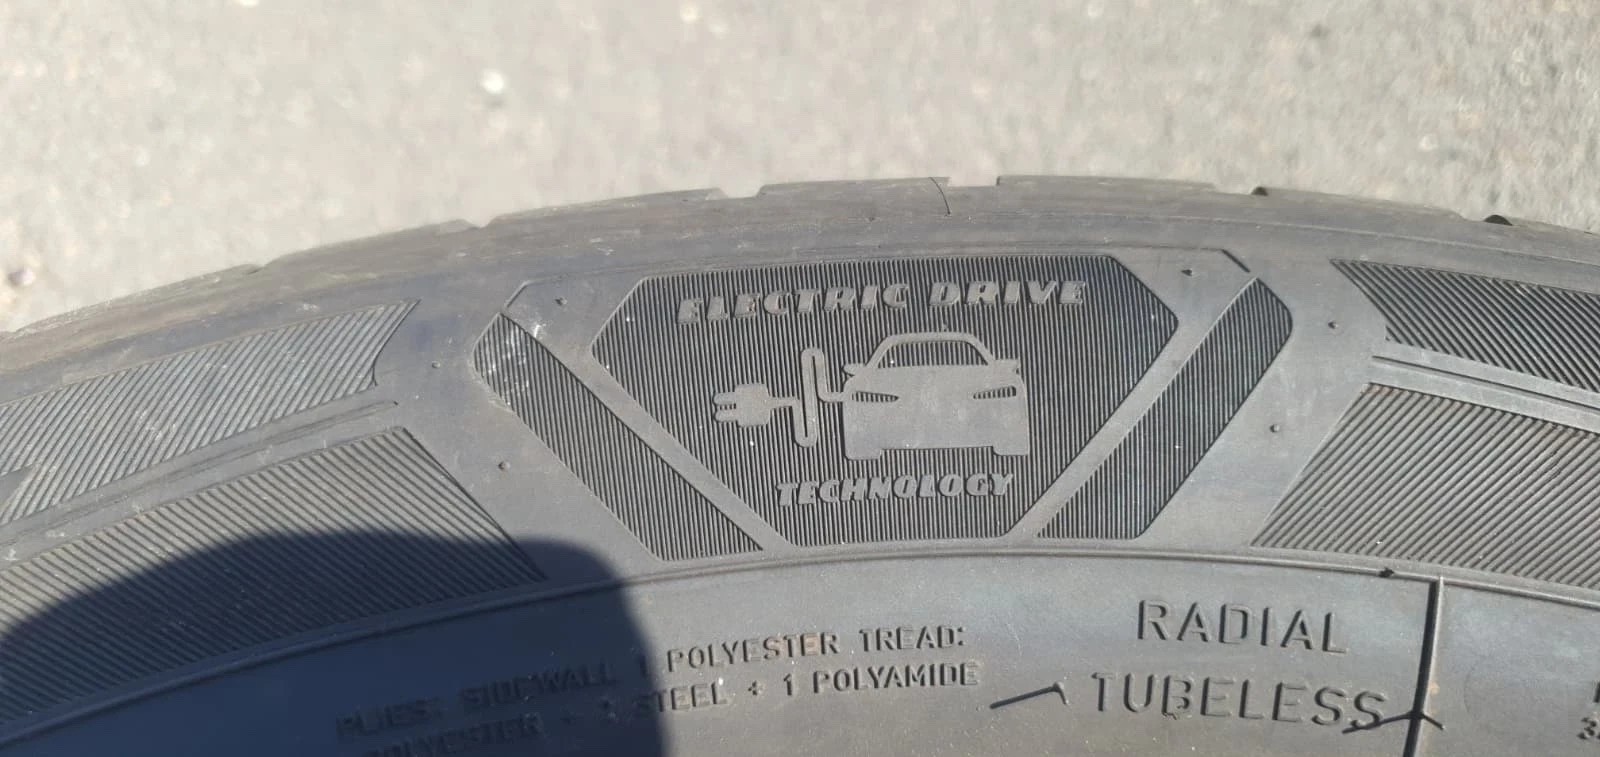 ELECTRIC DRIVE
TECHNOLOGY
RADIAL
TUBELESS
PLIES: SIDEWALL 1 POLYESTER TREAD:
POLYESTER + 2 STEEL + 1 POLYAMIDE